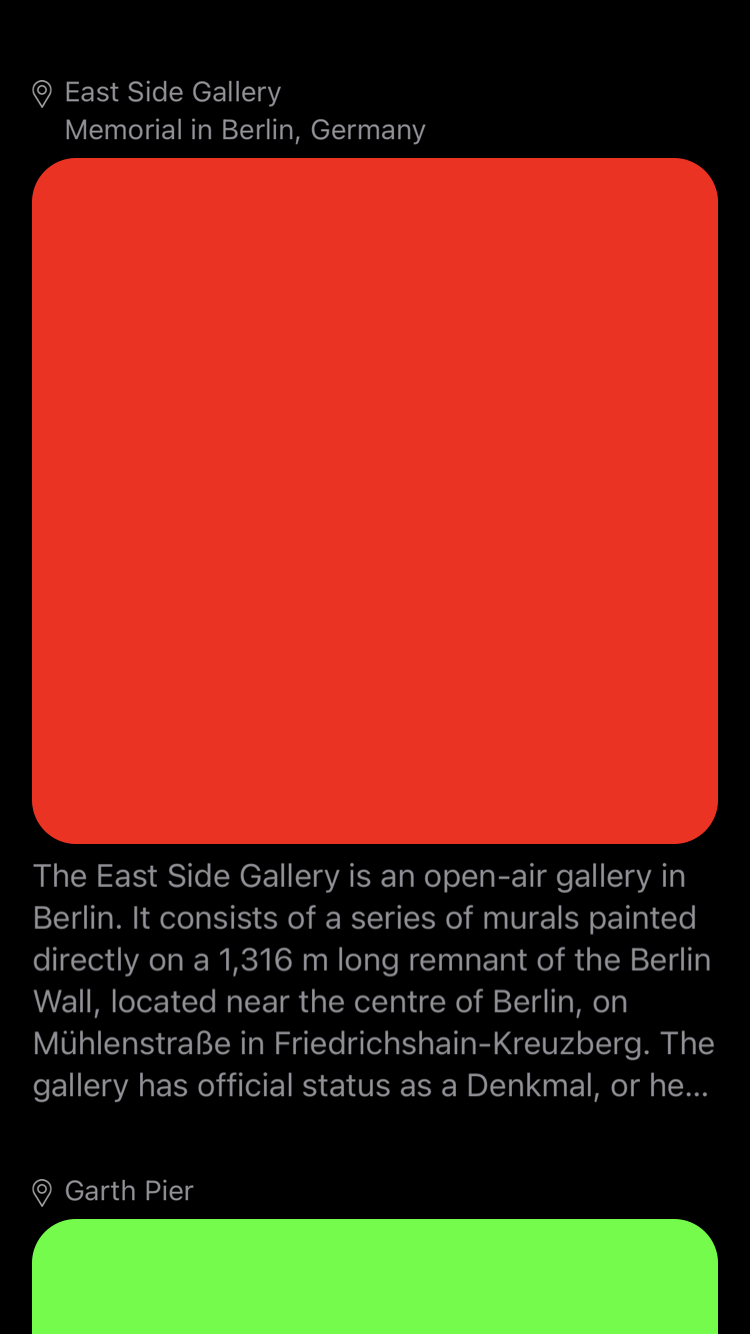 East Side Gallery
Memorial in Berlin, Germany
The East Side Gallery is an open-air gallery in
Berlin. It consists of a series of murals painted
directly on a 1,316 m long remnant of the Berlin
Wall, located near the centre of Berlin, on
Mühlenstraße in Friedrichshain-Kreuzberg. The
gallery has official status as a Denkmal, or he...
Garth Pier